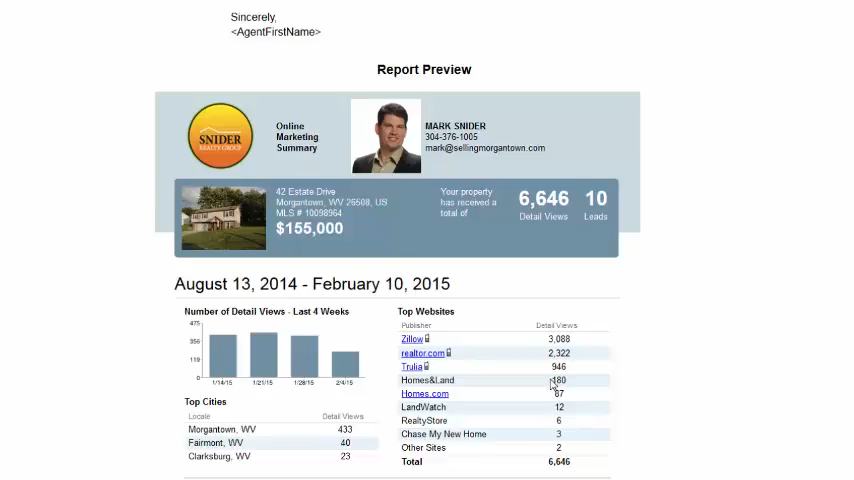 Sincerely,
<AgentFirstName>
Report Preview
SNIDER
REALTY GROUP
Online
Marketing
Summary
MARK SNIDER
304-376-1005
mark@sellingmorgantown.com
42 Estate Drive
Morgantown, WV 26508, US
MLS # 10098964
$155,000
Your property
has received a
total of
6,646
Detail Views
10
Leads
August 13, 2014 - February 10, 2015
Number of Detail Views - Last 4 Weeks
475
356
119
0
1/14/15 1/21/15 1/28/15 2/4/15
Top Cities
Locale Detail Views
Morgantown, WV 433
Fairmont, WV 40
Clarksburg, WV 23
Top Websites
Publisher Detail Views
Zillow 3,088
realtor.com 2,322
Trulia 946
Homes&Land 180
Homes.com 87
LandWatch 12
RealtyStore 6
Chase My New Home 3
Other Sites 2
Total 6,646